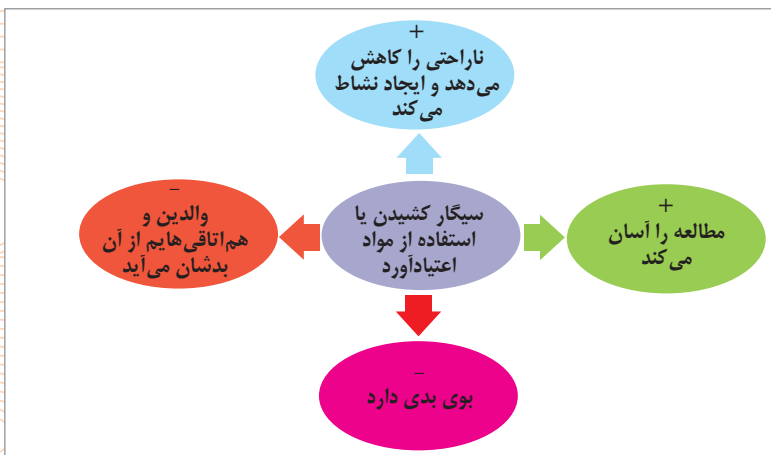 +
ناراحتی را کاهش
می‌دهد و ایجاد نشاط
می‌کند
سیگار کشیدن یا
استفاده از مواد
اعتیادآورد
+
مطالعه را آسان
می‌کند
–
والدین و
هم‌اتاقی‌هایم از آن
بدشان می‌آید
–
بوی بدی دارد